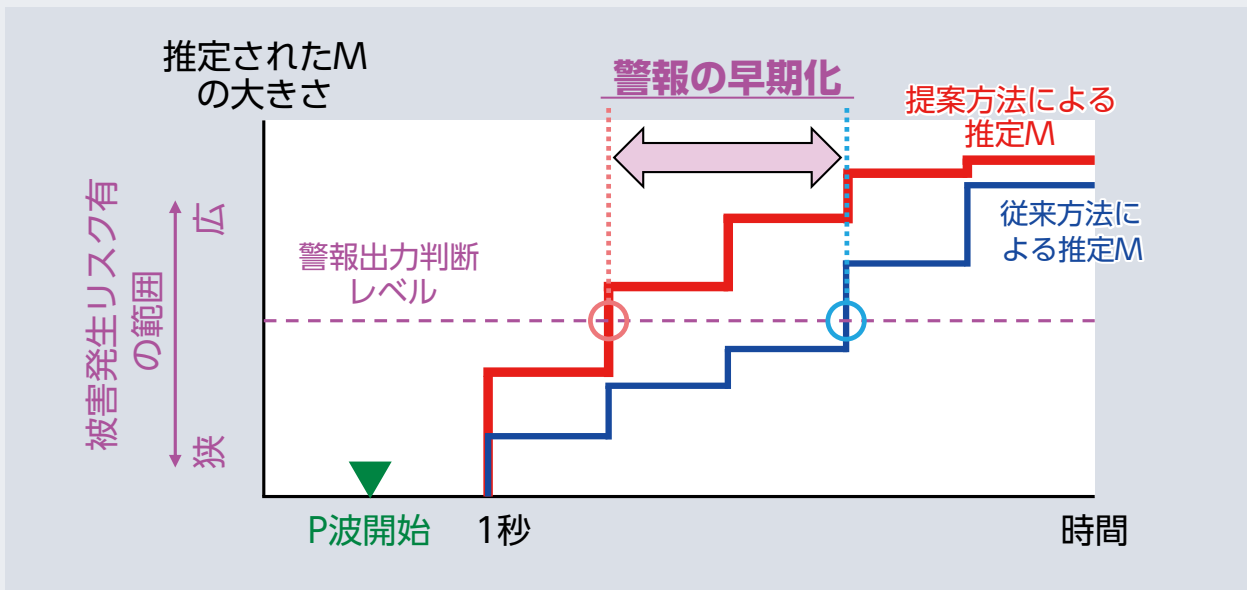 推定されたM
の大きさ
警報の早期化
提案方法による
推定M
従来方法に
よる推定M
警報出力判断
レベル
被害発生リスク有
の範囲
広
狭
P波開始
1秒
時間